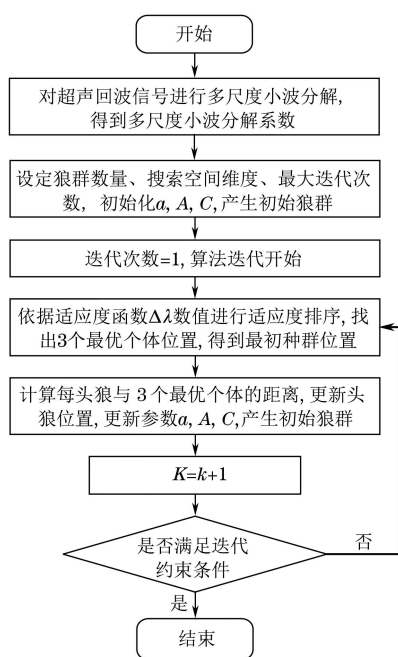 开始
对超声回波信号进行多尺度小波分解,
得到多尺度小波分解系数
设定狼群数量、搜索空间维度、最大迭代次
数, 初始化a, A, C,产生初始狼群
迭代次数=1, 算法迭代开始
依据适应度函数Δλ数值进行适应度排序, 找
出3个最优个体位置, 得到最初种群位置
计算每头狼与 3 个最优个体的距离, 更新头
狼位置, 更新参数a, A, C,产生初始狼群
K=k+1
是否满足迭代
约束条件
否
是
结束